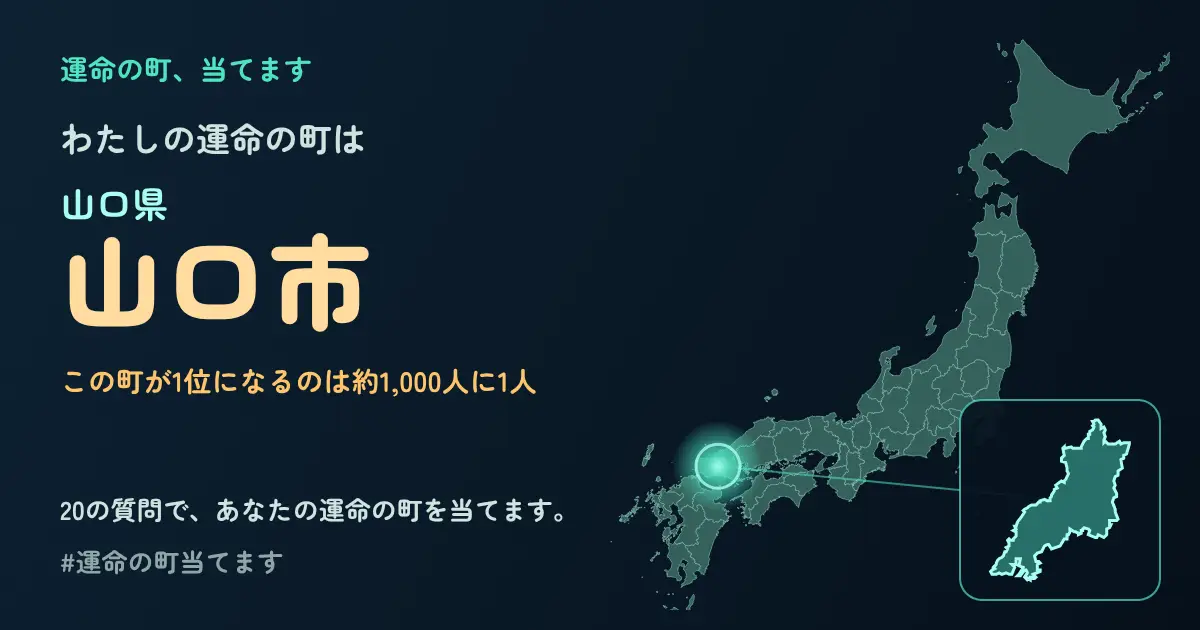 運命の町、当てます
わたしの運命の町は
山口県
山口市
この町が1位になるのは約1,000人に1人
20の質問で、あなたの運命の町を当てます。
#運命の町当てます